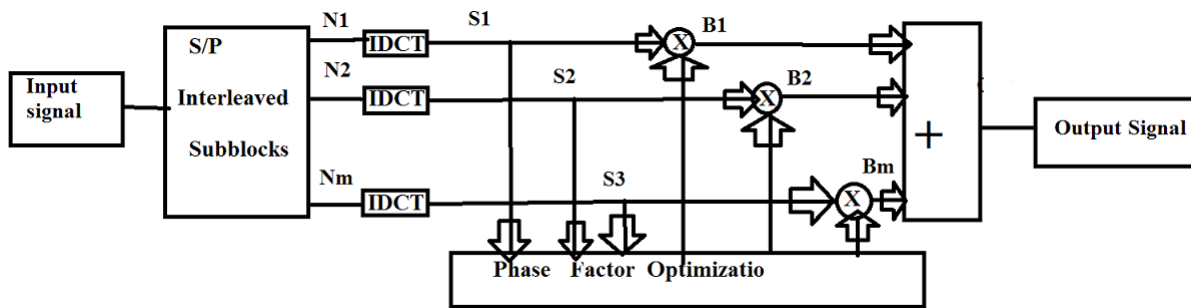 Input
signal
S/P
Interleaved
Subblocks
N1
IDCT
S1
X
B1
N2
IDCT
S2
X
B2
Nm
IDCT
S3
X
Bm
+
Output Signal
Phase Factor Optimizatio